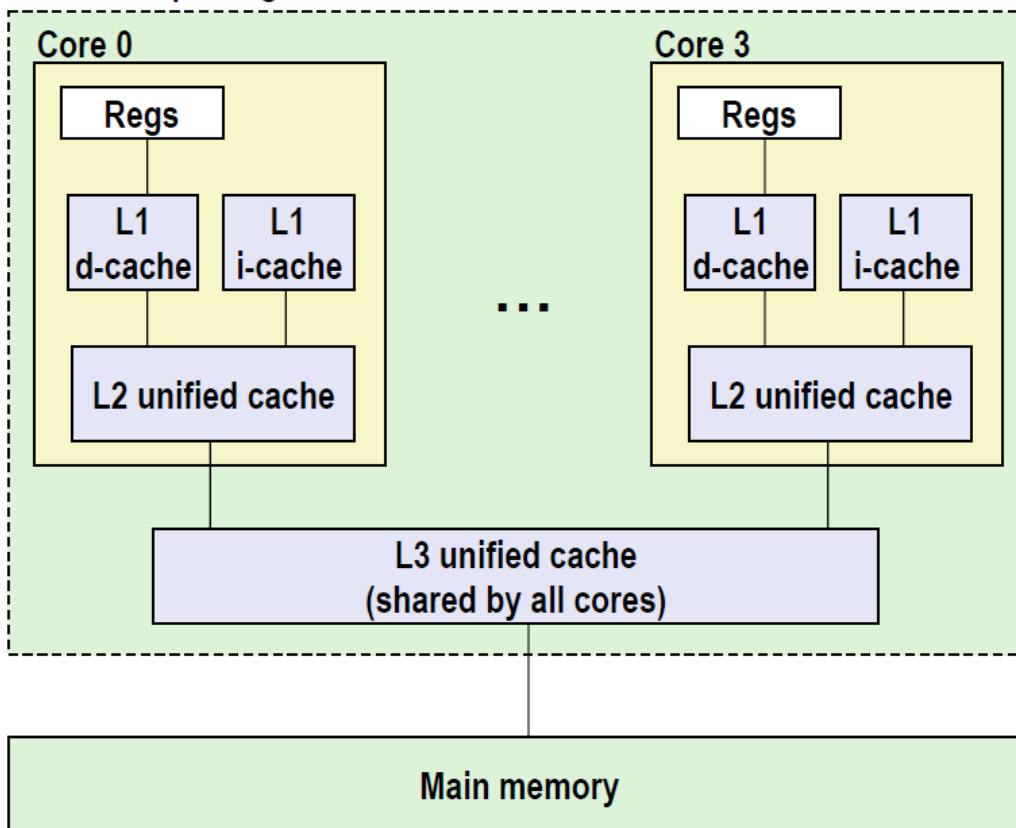 Core 0
Core 3
Regs
Regs
L1
d-cache
L1
i-cache
L1
d-cache
L1
i-cache
...
L2 unified cache
L2 unified cache
L3 unified cache
(shared by all cores)
Main memory